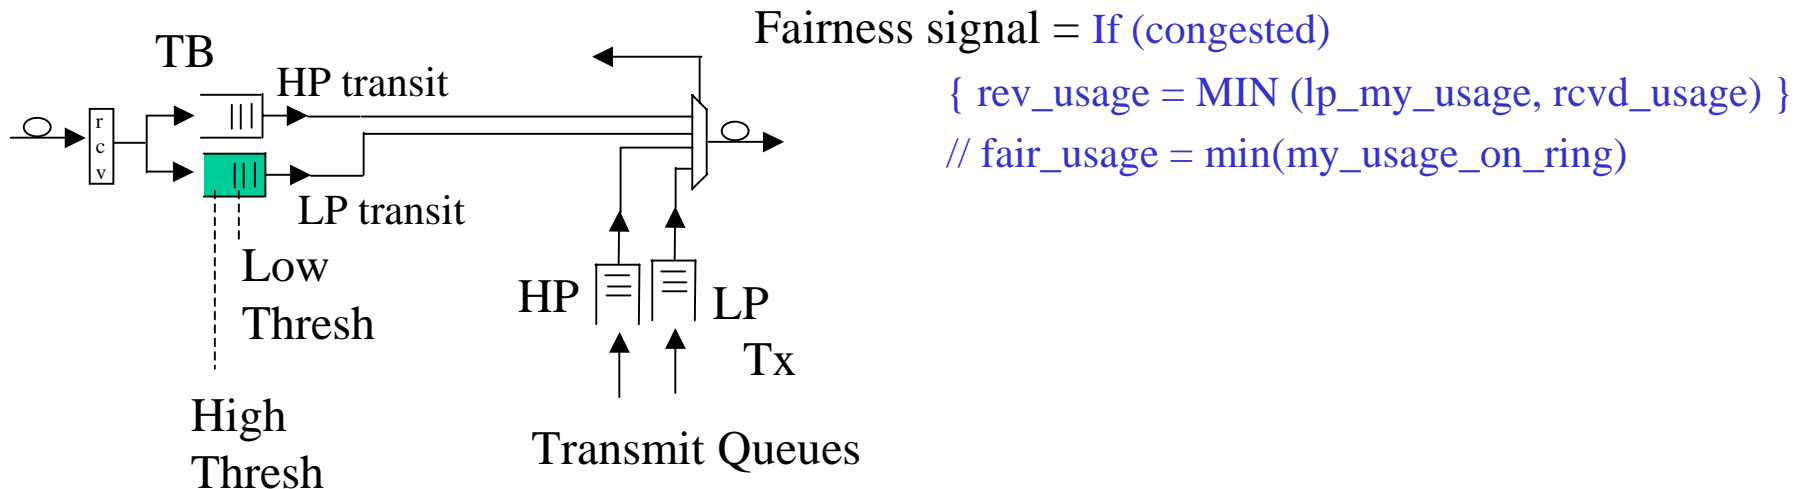 Fairness signal = If (congested)
{ rev_usage = MIN (lp_my_usage, rcvd_usage) }
// fair_usage = min(my_usage_on_ring)
TB
HP transit
r
c
v
LP transit
Low
Thresh
High
Thresh
HP
LP
Tx
Transmit Queues